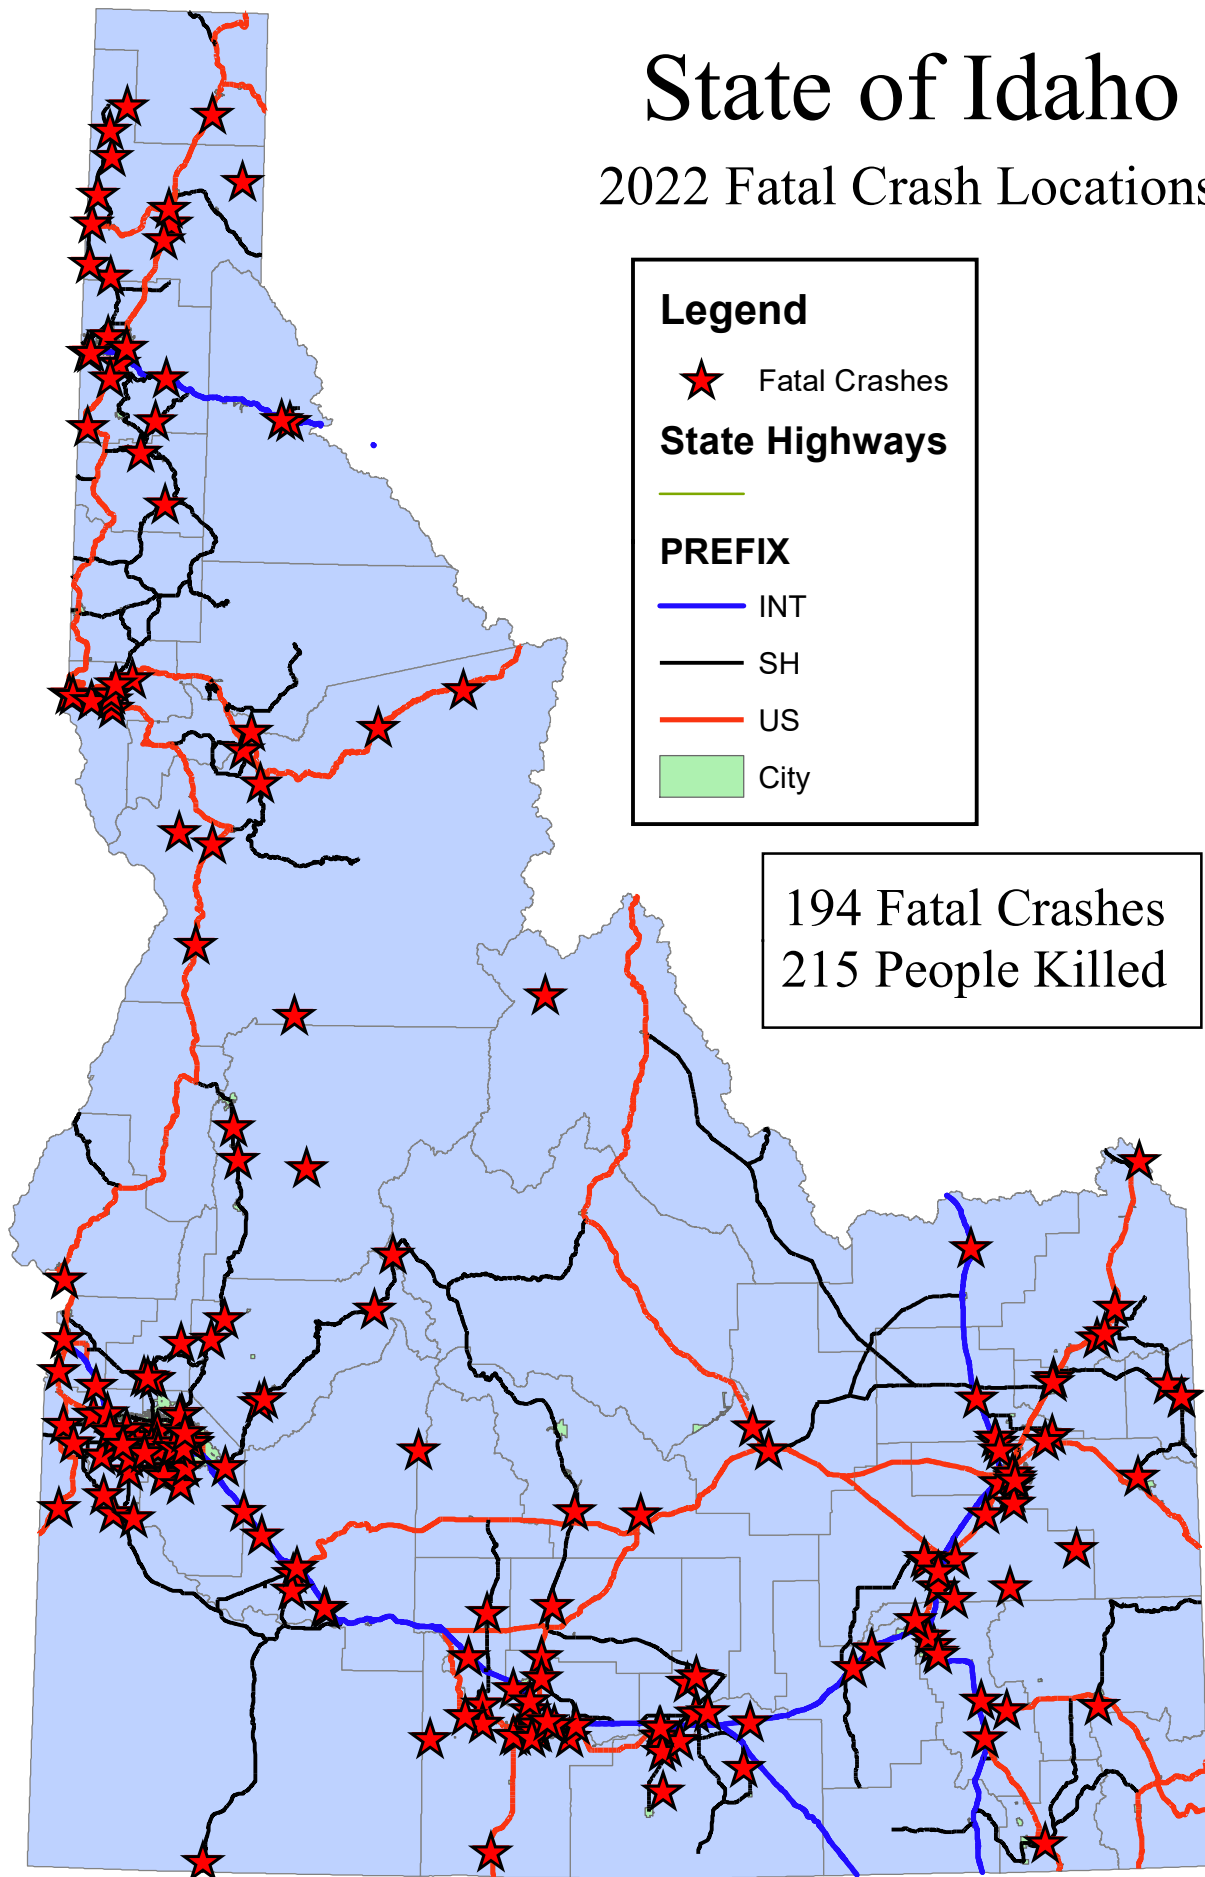 State of Idaho
2022 Fatal Crash Locations
Legend
Fatal Crashes
State Highways
PREFIX
INT
SH
US
City
194 Fatal Crashes
215 People Killed